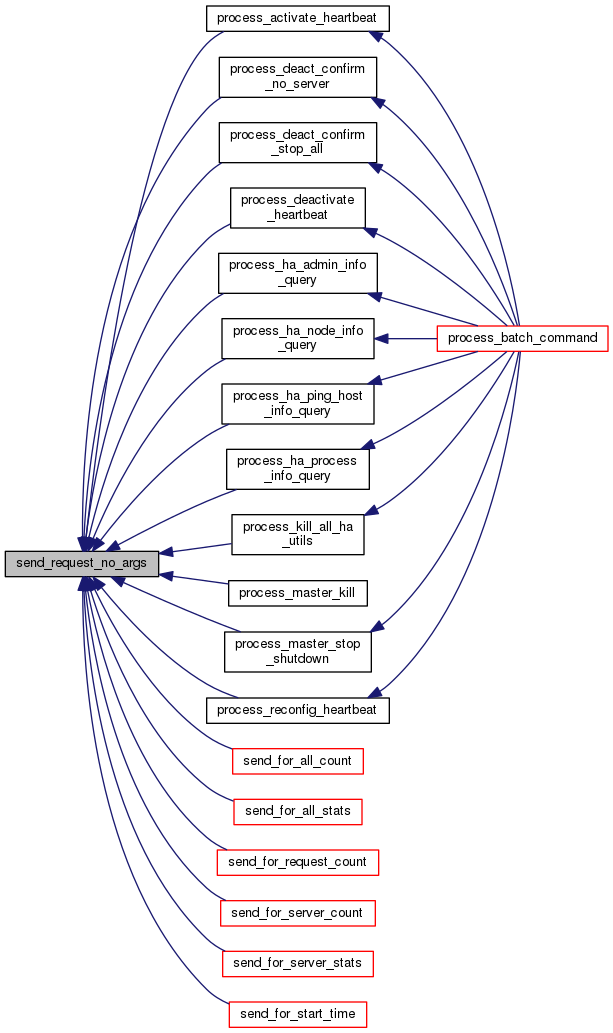 process_activate_heartbeat
process_deact_confirm
_no_server
process_deact_confirm
_stop_all
process_deactivate
_heartbeat
process_ha_admin_info
_query
process_ha_node_info
_query
process_batch_command
process_ha_ping_host
_info_query
process_ha_process
_info_query
process_kill_all_ha
_utils
send_request_no_args
process_master_kill
process_master_stop
_shutdown
process_reconfig_heartbeat
send_for_all_count
send_for_all_stats
send_for_request_count
send_for_server_count
send_for_server_stats
send_for_start_time